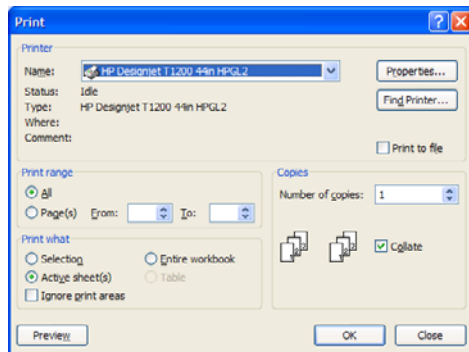 Print
Printer
Name: HP Designjet T1200 44in HPGL2 Properties...
Status: Idle
Type: HP Designjet T1200 44in HPGL2 Find Printer...
Where:
Comment: Print to file
Print range
All
Page(s) From: To:
Copies
Number of copies: 1
Collate
Print what
Selection Entire workbook
Active sheet(s) Table
Ignore print areas
Preview OK Close